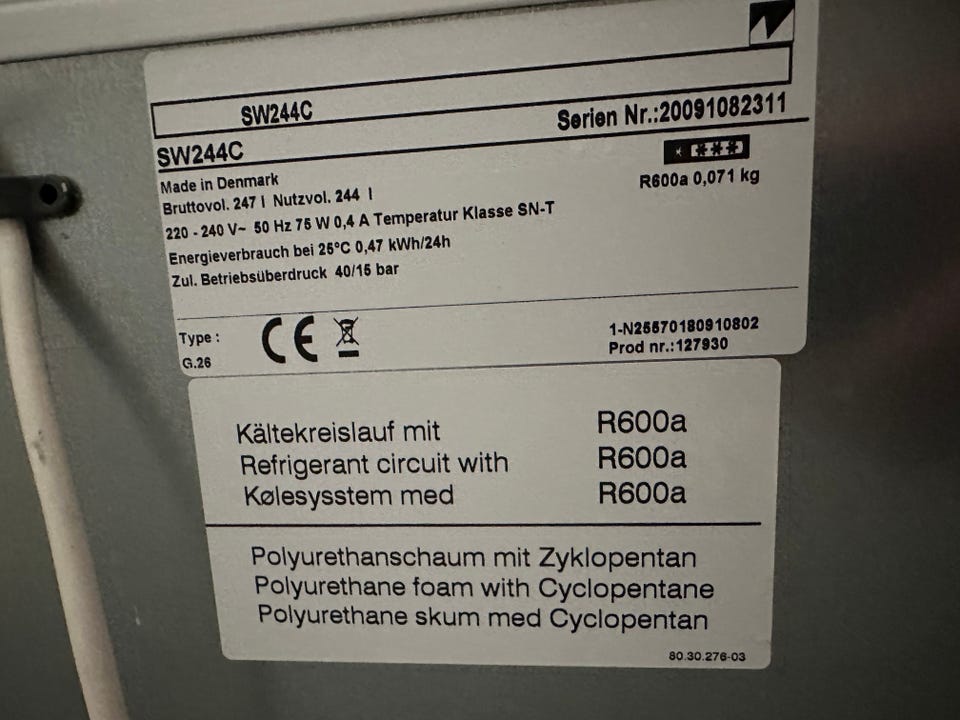 SW244C
Serien Nr.:20091082311
SW244C
Made in Denmark
R600a 0,071 kg
Bruttovol. 247 l Nutzvol. 244 l
220 - 240 V~ 50 Hz 75 W 0,4 A Temperatur Klasse SN-T
Energieverbrauch bei 25°C 0,47 kWh/24h
Zul. Betriebsüberdruck 40/15 bar
Type :
G.26
CE
1-N25570180910802
Prod nr.:127930
Kältekreislauf mit R600a
Refrigerant circuit with R600a
Kølesysstem med R600a
Polyurethanschaum mit Zyklopentan
Polyurethane foam with Cyclopentane
Polyurethane skum med Cyclopentan
80.30.276-03